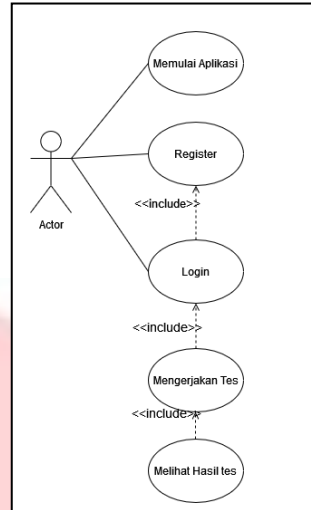 Memulai Aplikasi
Register
<<include>>
Actor
Login
<<include>>
Mengerjakan Tes
<<include>>
Melihat Hasil tes